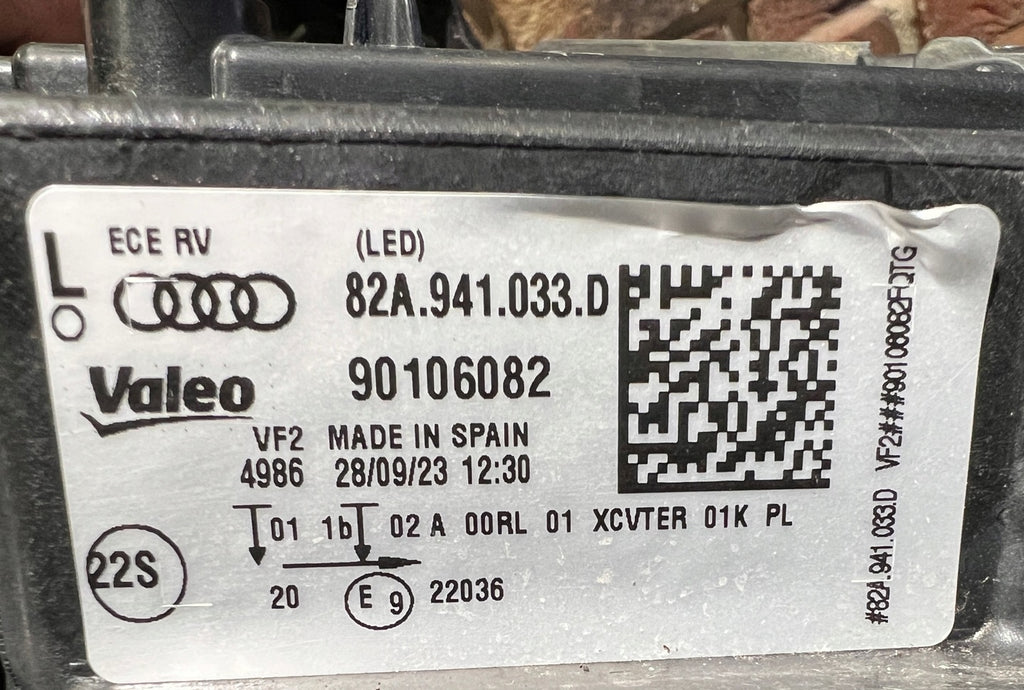 L
ECE RV (LED)
82A.941.033.D
Valeo 90106082
VF2 MADE IN SPAIN
4986 28/09/23 12:30
01 1b 02 A 00RL 01 XCVTER 01K PL
22S
20 E 9 22036
#82A.941.033.D VF2###90106082